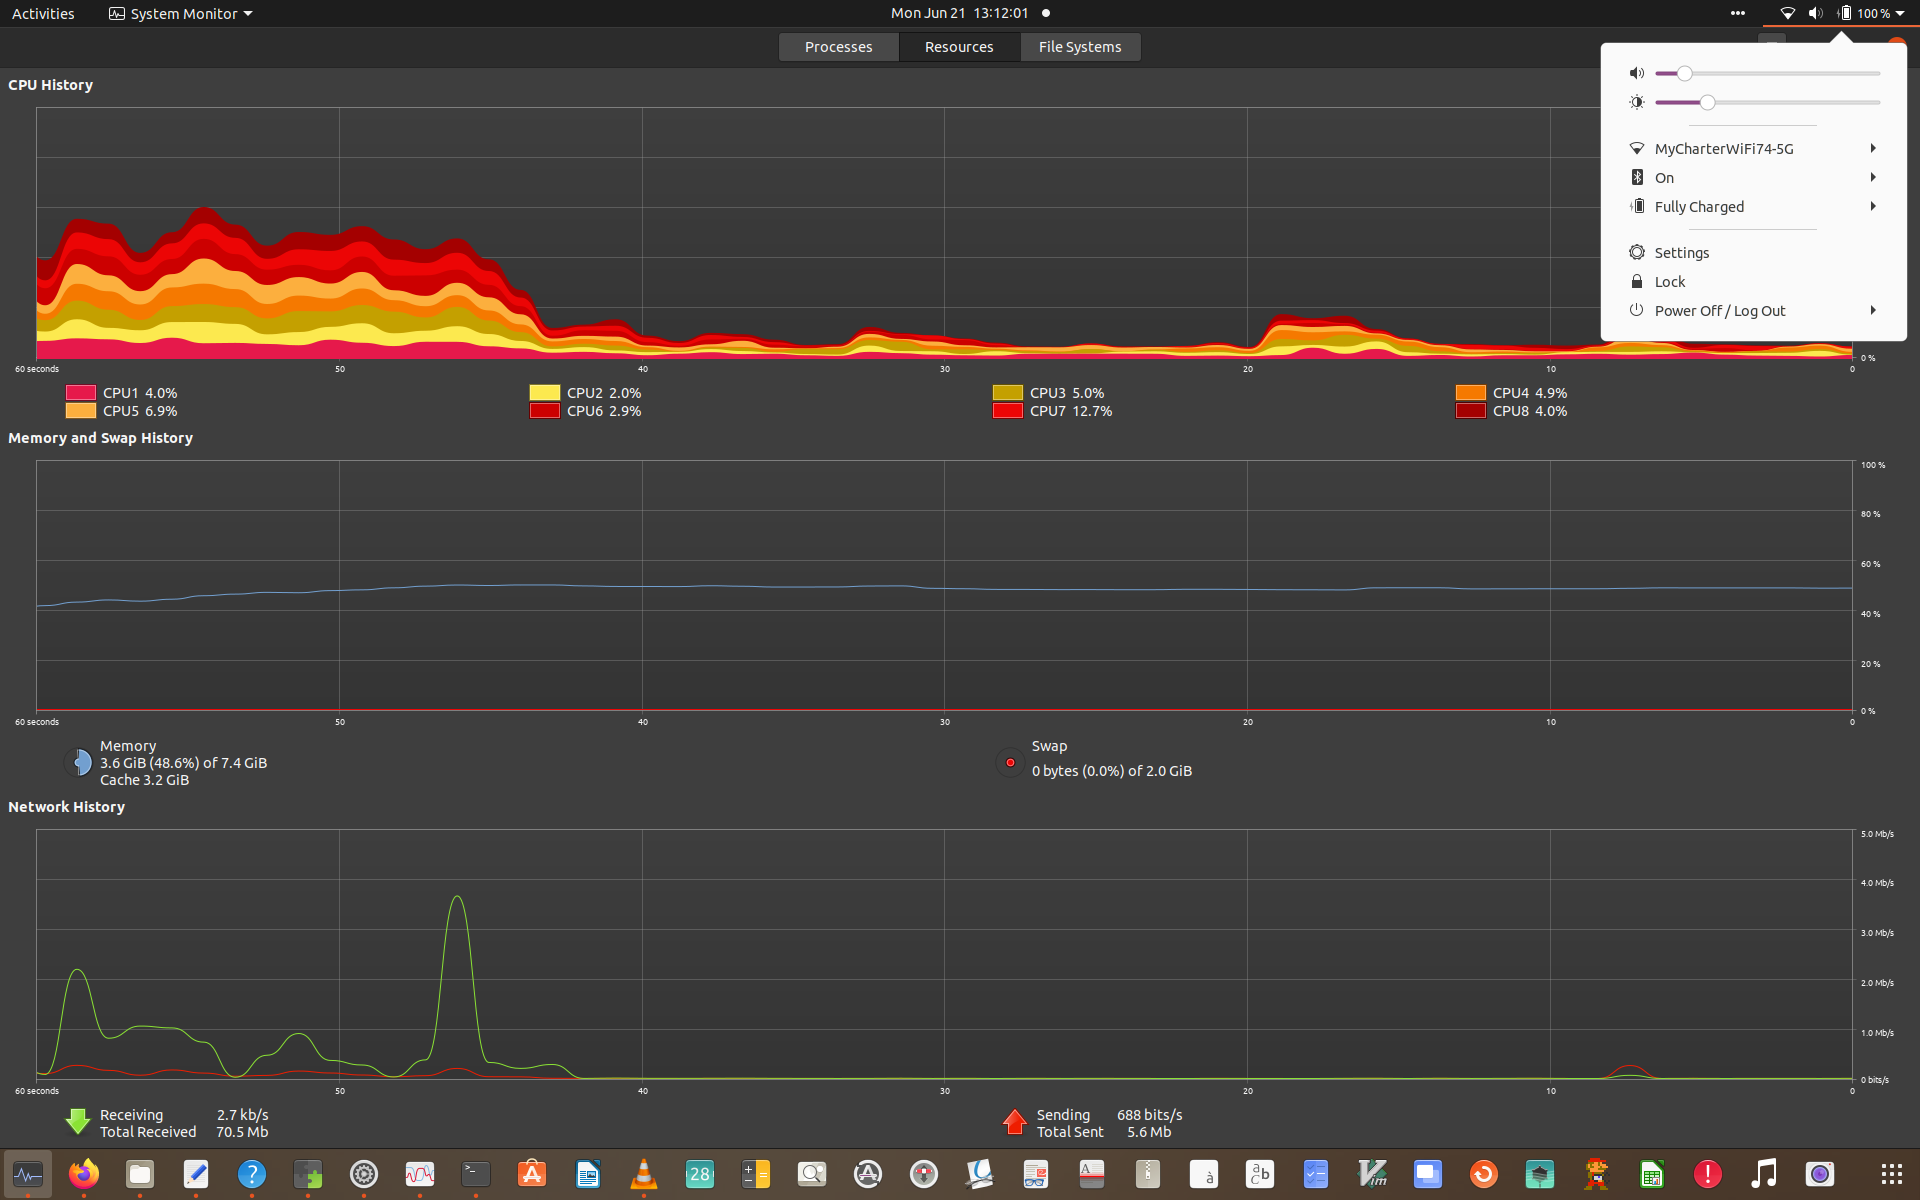 Activities
System Monitor
Mon Jun 21 13:12:01
100 %
Processes
Resources
File Systems
MyCharterWiFi74-5G
On
Fully Charged
Settings
Lock
Power Off / Log Out
CPU History
0 %
60 seconds 50 40 30 20 10 0
CPU1 4.0% CPU2 2.0% CPU3 5.0% CPU4 4.9%
CPU5 6.9% CPU6 2.9% CPU7 12.7% CPU8 4.0%
Memory and Swap History
100 %
80 %
60 %
40 %
20 %
0 %
60 seconds 50 40 30 20 10 0
Memory
3.6 GiB (48.6%) of 7.4 GiB
Cache 3.2 GiB
Swap
0 bytes (0.0%) of 2.0 GiB
Network History
5.0 Mb/s
4.0 Mb/s
3.0 Mb/s
2.0 Mb/s
1.0 Mb/s
0 bits/s
60 seconds 50 40 30 20 10 0
Receiving 2.7 kb/s
Total Received 70.5 Mb
Sending 688 bits/s
Total Sent 5.6 Mb
28